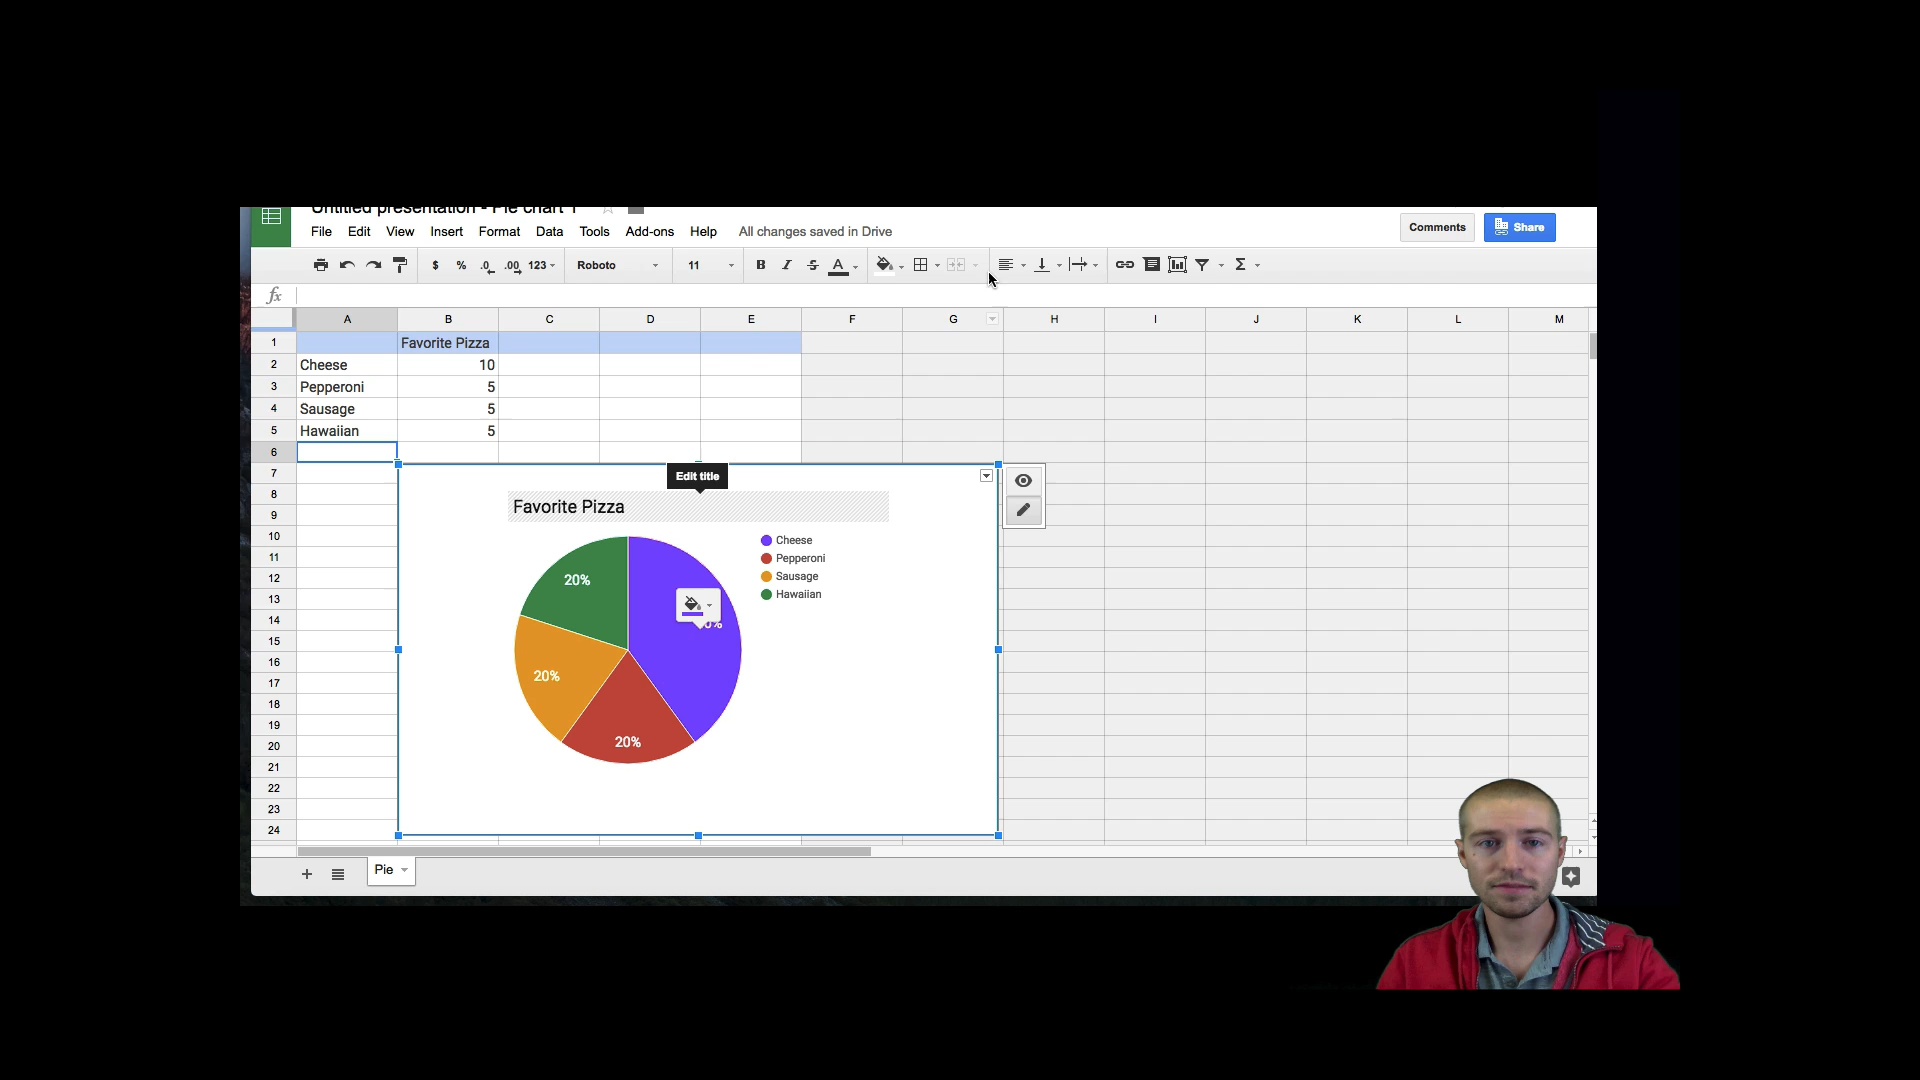 Untitled presentation - Pie chart 1
File Edit View Insert Format Data Tools Add-ons Help All changes saved in Drive
Comments
Share
$ % .0 .00 123 Roboto 11 B I S A Σ
fx
A B C D E F G H I J K L M
1 Favorite Pizza
2 Cheese 10
3 Pepperoni 5
4 Sausage 5
5 Hawaiian 5
6
7
Edit title
8
9 Favorite Pizza
10 Cheese
11 Pepperoni
12 Sausage
13 Hawaiian
20%
14
15
16
17
20%
18
19
20
20%
21
22
23
24
Pie